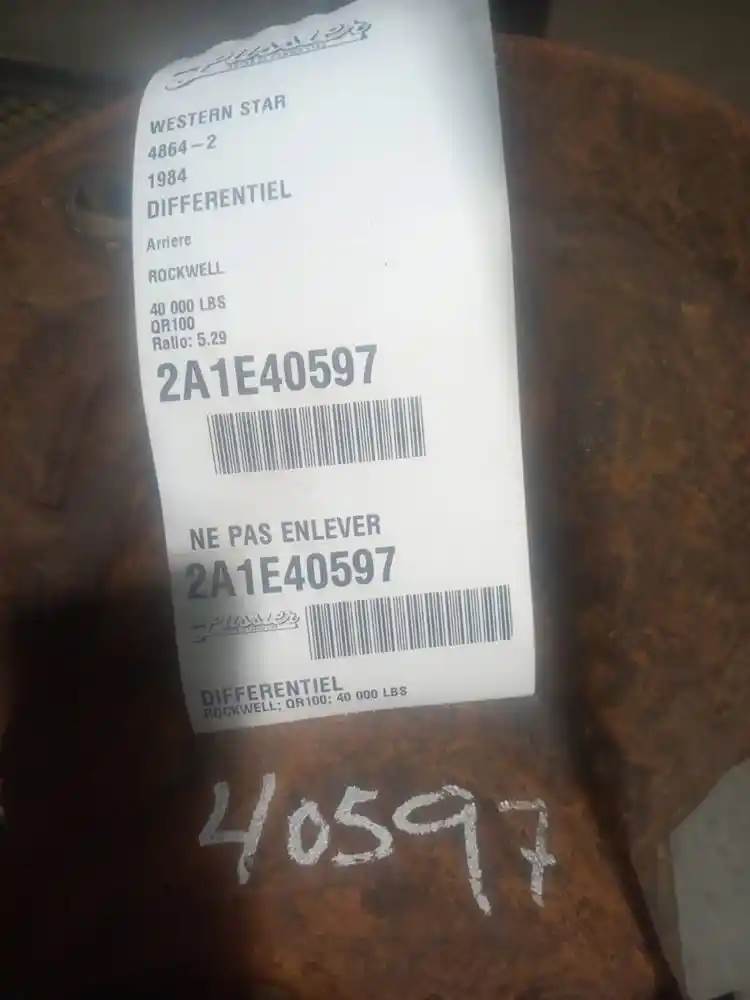 WESTERN STAR
4864-2
1984
DIFFERENTIEL
Arriere
ROCKWELL
40 000 LBS
QR100
Ratio: 5.29
2A1E40597
NE PAS ENLEVER
2A1E40597
DIFFERENTIEL
ROCKWELL; QR100; 40 000 LBS
40597